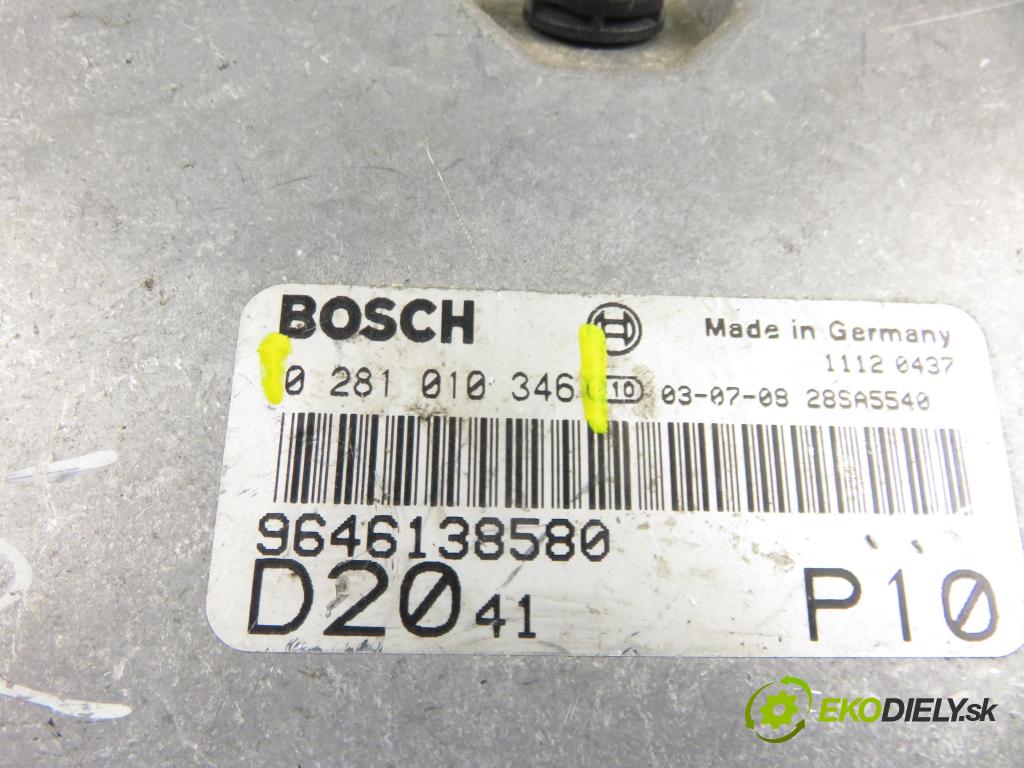 BOSCH
Made in Germany
1112 0437
0 281 010 346 10 03-07-08 28SA5540
9646138580
D20 41 P10
EKODIELY.sk